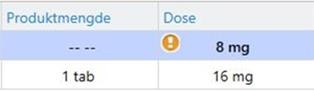 Produktmengde Dose
-- -- ! 8 mg
1 tab 16 mg